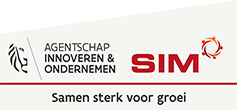 AGENTSCHAP
INNOVEREN &
ONDERNEMEN
SIM
Samen sterk voor groei